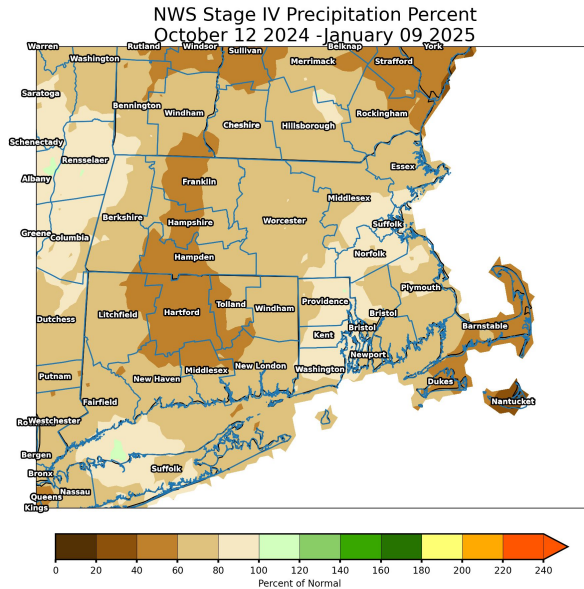 NWS Stage IV Precipitation Percent
October 12 2024 -January 09 2025
Warren Rutland Windsor Sullivan Belknap York
Washington Merrimack Strafford
Saratoga
Bennington Windham Rockingham
Cheshire Hillsborough
Schenectady
Rensselaer Essex
Albany Franklin
Middlesex
Berkshire Hampshire Worcester Suffolk
Greene Columbia
Hampden Norfolk
Plymouth
Providence
Dutchess Litchfield Hartford Tolland Windham Bristol
Kent Bristol Barnstable
Newport
Putnam Middlesex New London Washington
New Haven Dukes
Fairfield Nantucket
Ro Westchester
Bergen
Bronx Suffolk
Queens Nassau
Kings
0 20 40 60 80 100 120 140 160 180 200 220 240
Percent of Normal